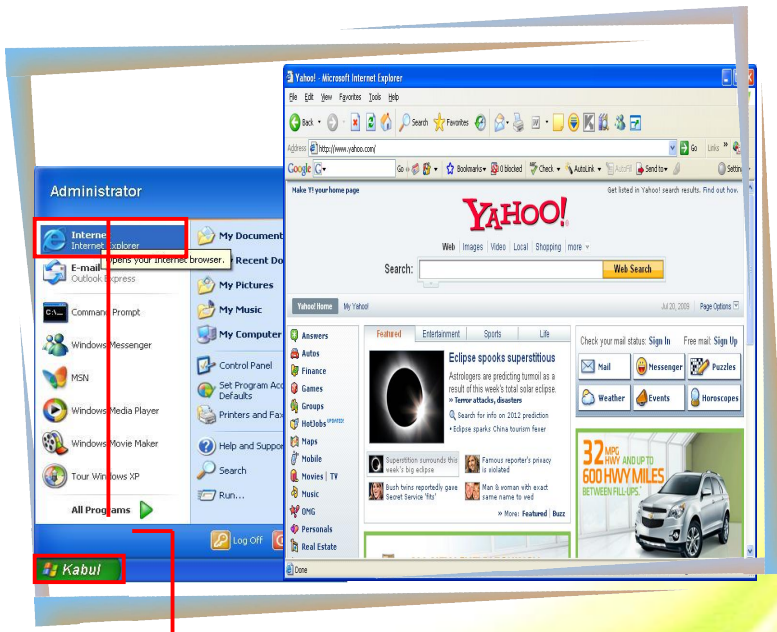 Yahoo! - Microsoft Internet Explorer
File Edit View Favorites Tools Help
Back Search Favorites
Address http://www.yahoo.com/ Go Links »
Google G Go Bookmarks 0 blocked Check AutoLink AutoFill Send to
Make Y! your home page
Get listed in Yahoo! search results. Find out how.
YAHOO!
Web | Images | Video | Local | Shopping | more
Search: Web Search
Yahoo! Home My Yahoo! Jul 20, 2009 Page Options
Answers
Autos
Finance
Games
Groups
HotJobs UPDATED!
Maps
Mobile
Movies | TV
Music
OMG
Personals
Real Estate
Featured Entertainment Sports Life
Eclipse spooks superstitious
Astrologers are predicting turmoil as a
result of this week's total solar eclipse.
» Terror attacks, disasters
Search for info on 2012 prediction
• Eclipse sparks China tourism fever
Superstition surrounds this
week's big eclipse
Famous reporter's privacy
is violated
Bush twins reportedly gave
Secret Service 'fits'
Man & woman with exact
same name to wed
» More: Featured | Buzz
Check your mail status: Sign In Free mail: Sign Up
Mail Messenger Puzzles
Weather Events Horoscopes
32 MPG
HWY AND UP TO
600 HWY MILES
BETWEEN FILL-UPS.*
Done
Administrator
Internet Explorer
Opens your Internet browser.
E-mail
Outlook Express
Command Prompt
Windows Messenger
MSN
Windows Media Player
Windows Movie Maker
Tour Windows XP
All Programs
My Document
Recent Do
My Pictures
My Music
My Computer
Control Panel
Set Program Acc
Defaults
Printers and Fax
Help and Suppor
Search
Run...
Log Off
Kabul